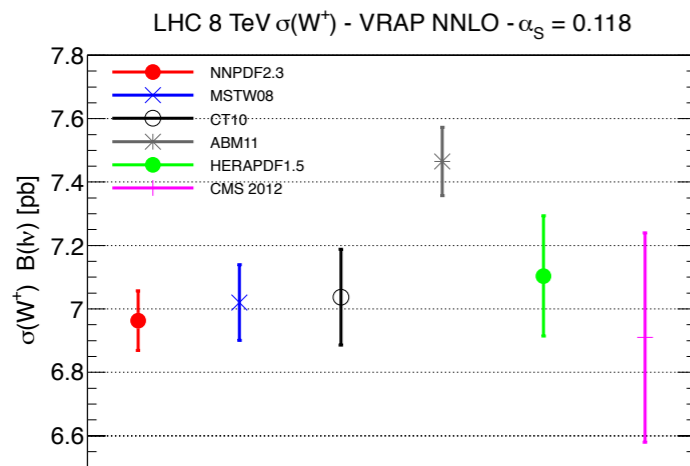 LHC 8 TeV σ(W⁺) - VRAP NNLO - α_S = 0.118
7.8
NNPDF2.3
MSTW08
7.6
CT10
ABM11
HERAPDF1.5
7.4
CMS 2012
7.2
7
6.8
6.6
σ(W⁺) B(lν) [pb]